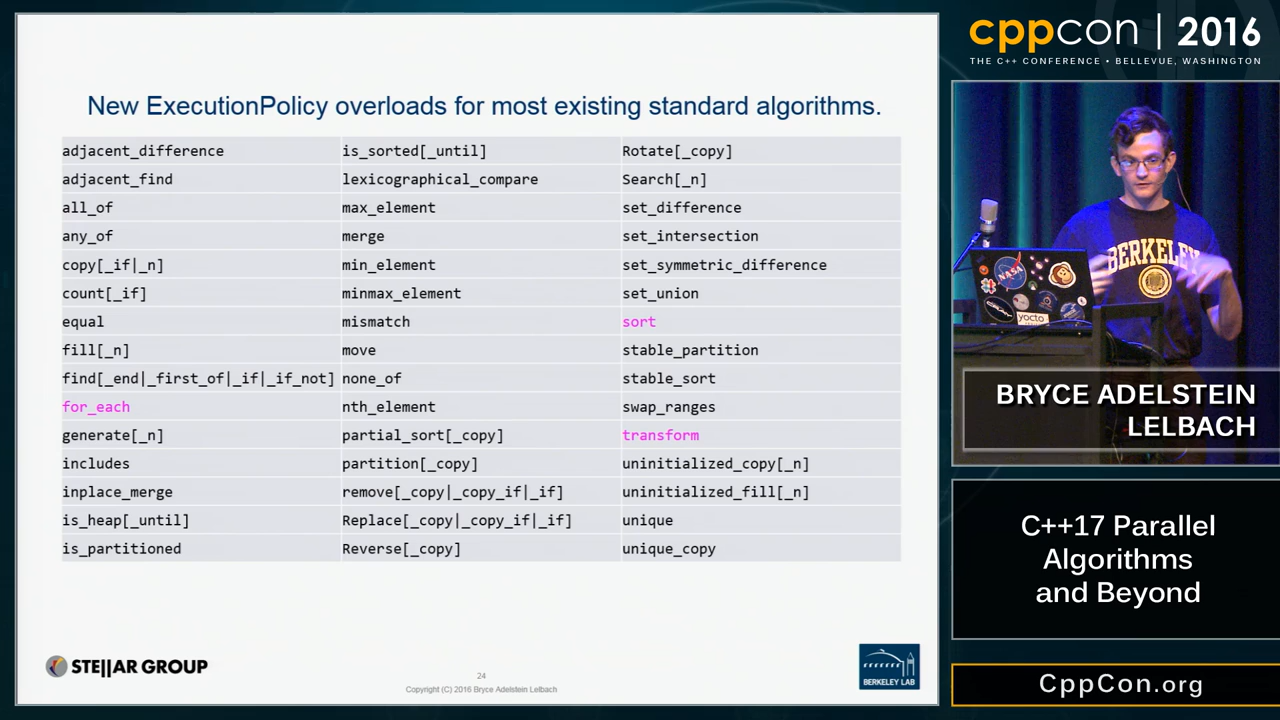 New ExecutionPolicy overloads for most existing standard algorithms.
adjacent_difference is_sorted[_until] Rotate[_copy]
adjacent_find lexicographical_compare Search[_n]
all_of max_element set_difference
any_of merge set_intersection
copy[_if|_n] min_element set_symmetric_difference
count[_if] minmax_element set_union
equal mismatch sort
fill[_n] move stable_partition
find[_end|_first_of|_if|_if_not] none_of stable_sort
for_each nth_element swap_ranges
generate[_n] partial_sort[_copy] transform
includes partition[_copy] uninitialized_copy[_n]
inplace_merge remove[_copy|_copy_if|_if] uninitialized_fill[_n]
is_heap[_until] Replace[_copy|_copy_if|_if] unique
is_partitioned Reverse[_copy] unique_copy
STE||AR GROUP
24
Copyright (C) 2016 Bryce Adelstein Lelbach
BERKELEY LAB
cppcon | 2016
THE C++ CONFERENCE • BELLEVUE, WASHINGTON
BERKELEY
NASA
yocto
BRYCE ADELSTEIN
LELBACH
C++17 Parallel
Algorithms
and Beyond
CppCon.org